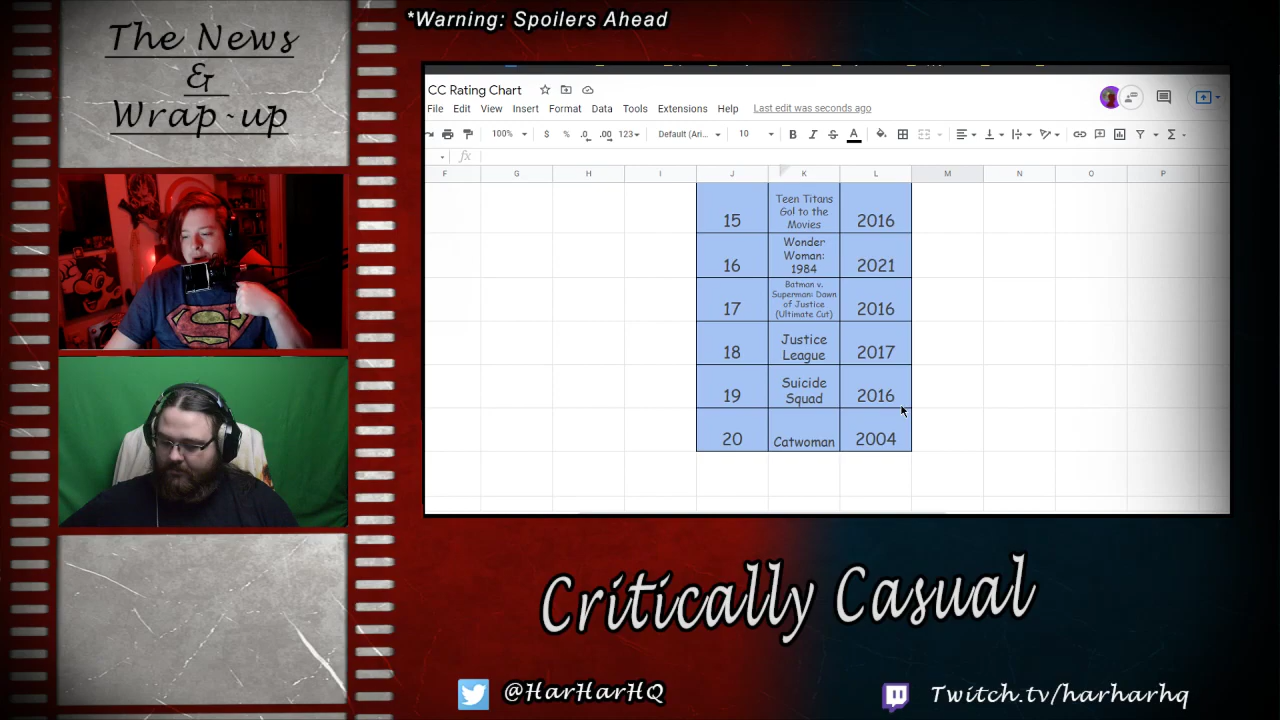 The News
&
Wrap-up
*Warning: Spoilers Ahead
CC Rating Chart
File Edit View Insert Format Data Tools Extensions Help Last edit was seconds ago
100% $ % .0 .00 123 Default (Ari... 10 B I S A
fx
F G H I J K L M N O P
15 Teen Titans Go! to the Movies 2016
16 Wonder Woman: 1984 2021
17 Batman v. Superman: Dawn of Justice (Ultimate Cut) 2016
18 Justice League 2017
19 Suicide Squad 2016
20 Catwoman 2004
Critically Casual
@HarHarHQ
Twitch.tv/harharhq